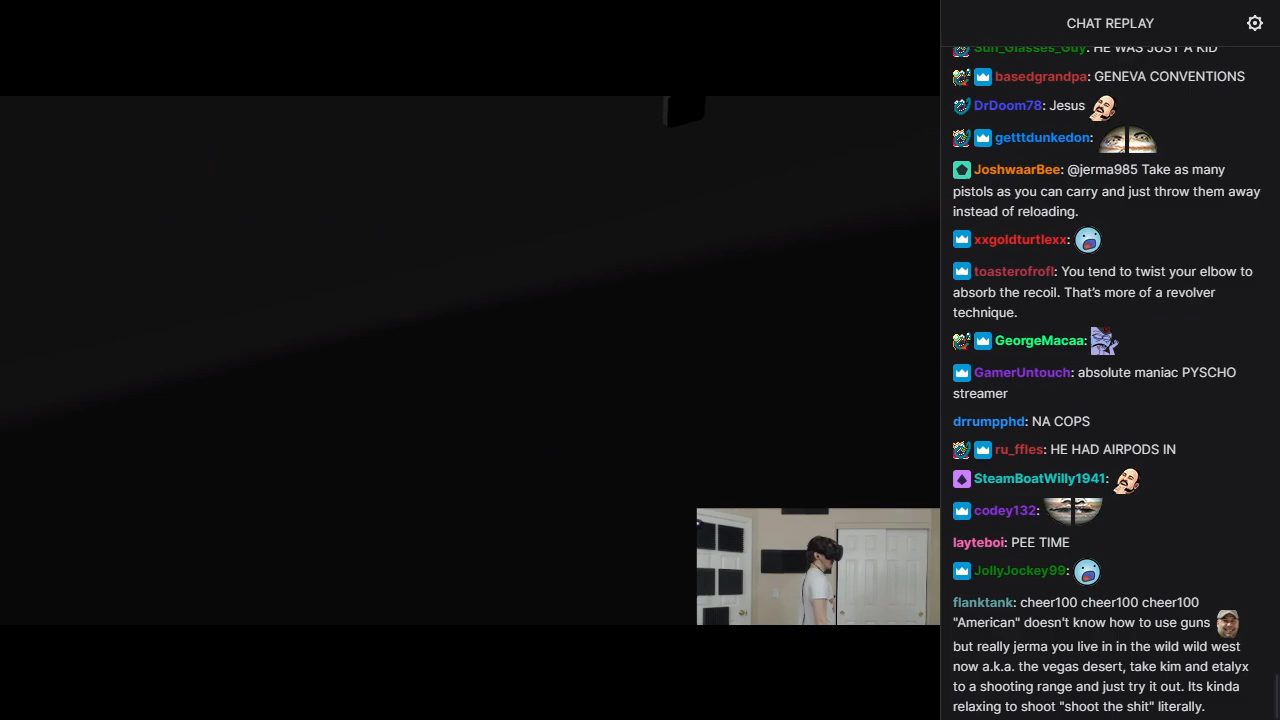 CHAT REPLAY
Sun_Glasses_Guy: HE WAS JUST A KID
basedgrandpa: GENEVA CONVENTIONS
DrDoom78: Jesus
getttdunkedon:
JoshwaarBee: @jerma985 Take as many
pistols as you can carry and just throw them away
instead of reloading.
xxgoldturtlexx:
toasterofrofl: You tend to twist your elbow to
absorb the recoil. That's more of a revolver
technique.
GeorgeMacaa:
GamerUntouch: absolute maniac PYSCHO
streamer
drrumpphd: NA COPS
ru_ffles: HE HAD AIRPODS IN
SteamBoatWilly1941:
codey132:
layteboi: PEE TIME
JollyJockey99:
flanktank: cheer100 cheer100 cheer100
"American" doesn't know how to use guns
but really jerma you live in in the wild wild west
now a.k.a. the vegas desert, take kim and etalyx
to a shooting range and just try it out. Its kinda
relaxing to shoot "shoot the shit" literally.